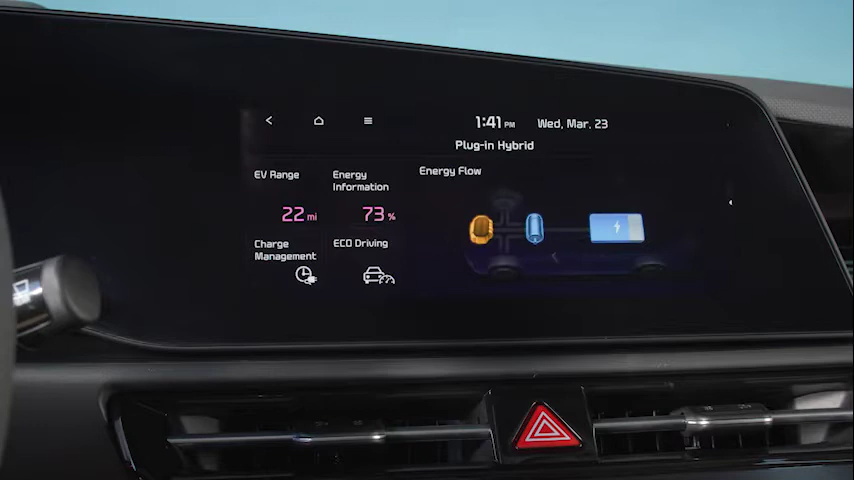 1:41 PM Wed, Mar. 23
Plug-in Hybrid
EV Range
22 mi
Energy
Information
73 %
Energy Flow
Charge
Management
ECO Driving